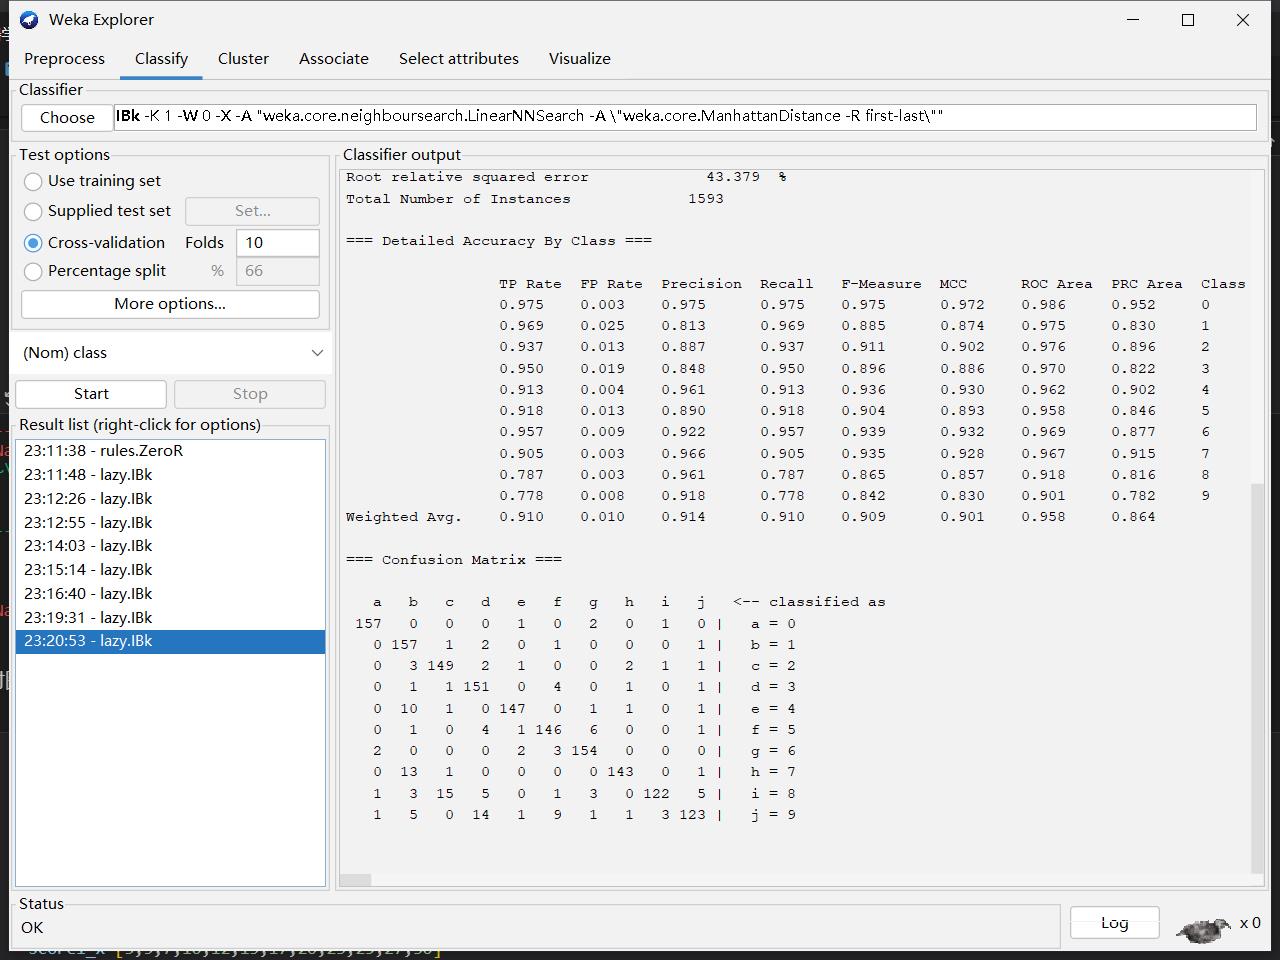 Weka Explorer
Preprocess Classify Cluster Associate Select attributes Visualize
Classifier
Choose IBk -K 1 -W 0 -X -A "weka.core.neighboursearch.LinearNNSearch -A \"weka.core.ManhattanDistance -R first-last\""
Test options
Use training set
Supplied test set Set...
Cross-validation Folds 10
Percentage split % 66
More options...
(Nom) class
Start Stop
Result list (right-click for options)
23:11:38 - rules.ZeroR
23:11:48 - lazy.IBk
23:12:26 - lazy.IBk
23:12:55 - lazy.IBk
23:14:03 - lazy.IBk
23:15:14 - lazy.IBk
23:16:40 - lazy.IBk
23:19:31 - lazy.IBk
23:20:53 - lazy.IBk
Classifier output
Root relative squared error 43.379 %
Total Number of Instances 1593
=== Detailed Accuracy By Class ===
TP Rate FP Rate Precision Recall F-Measure MCC ROC Area PRC Area Class
0.975 0.003 0.975 0.975 0.975 0.972 0.986 0.952 0
0.969 0.025 0.813 0.969 0.885 0.874 0.975 0.830 1
0.937 0.013 0.887 0.937 0.911 0.902 0.976 0.896 2
0.950 0.019 0.848 0.950 0.896 0.886 0.970 0.822 3
0.913 0.004 0.961 0.913 0.936 0.930 0.962 0.902 4
0.918 0.013 0.890 0.918 0.904 0.893 0.958 0.846 5
0.957 0.009 0.922 0.957 0.939 0.932 0.969 0.877 6
0.905 0.003 0.966 0.905 0.935 0.928 0.967 0.915 7
0.787 0.003 0.961 0.787 0.865 0.857 0.918 0.816 8
0.778 0.008 0.918 0.778 0.842 0.830 0.901 0.782 9
Weighted Avg. 0.910 0.010 0.914 0.910 0.909 0.901 0.958 0.864
=== Confusion Matrix ===
a b c d e f g h i j <-- classified as
157 0 0 0 1 0 2 0 1 0 | a = 0
0 157 1 2 0 1 0 0 0 1 | b = 1
0 3 149 2 1 0 0 2 1 1 | c = 2
0 1 1 151 0 4 0 1 0 1 | d = 3
0 10 1 0 147 0 1 1 0 1 | e = 4
0 1 0 4 1 146 6 0 0 1 | f = 5
2 0 0 0 2 3 154 0 0 0 | g = 6
0 13 1 0 0 0 0 143 0 1 | h = 7
1 3 15 5 0 1 3 0 122 5 | i = 8
1 5 0 14 1 9 1 1 3 123 | j = 9
Status
OK
Log
x 0